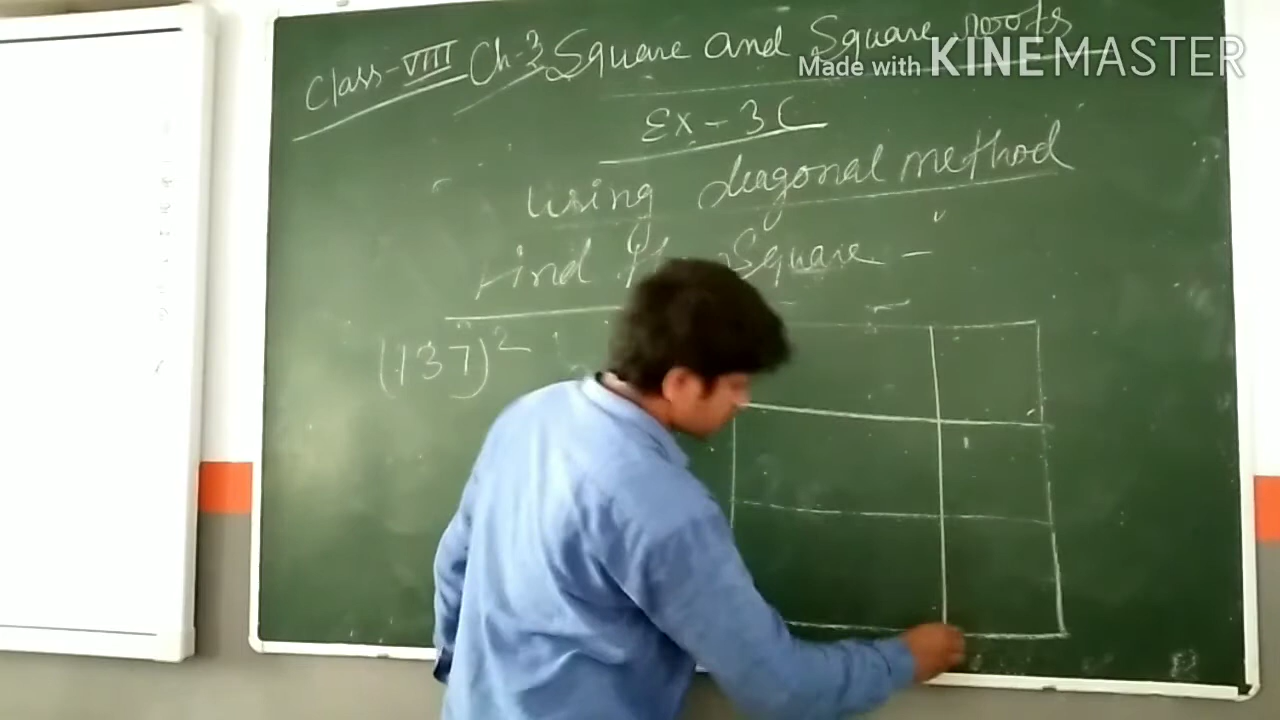 Class-VIII Ch-3 Square and Square roots
Made with KINEMASTER
Ex-3C
Using diagonal method
Find Square -
(137)²